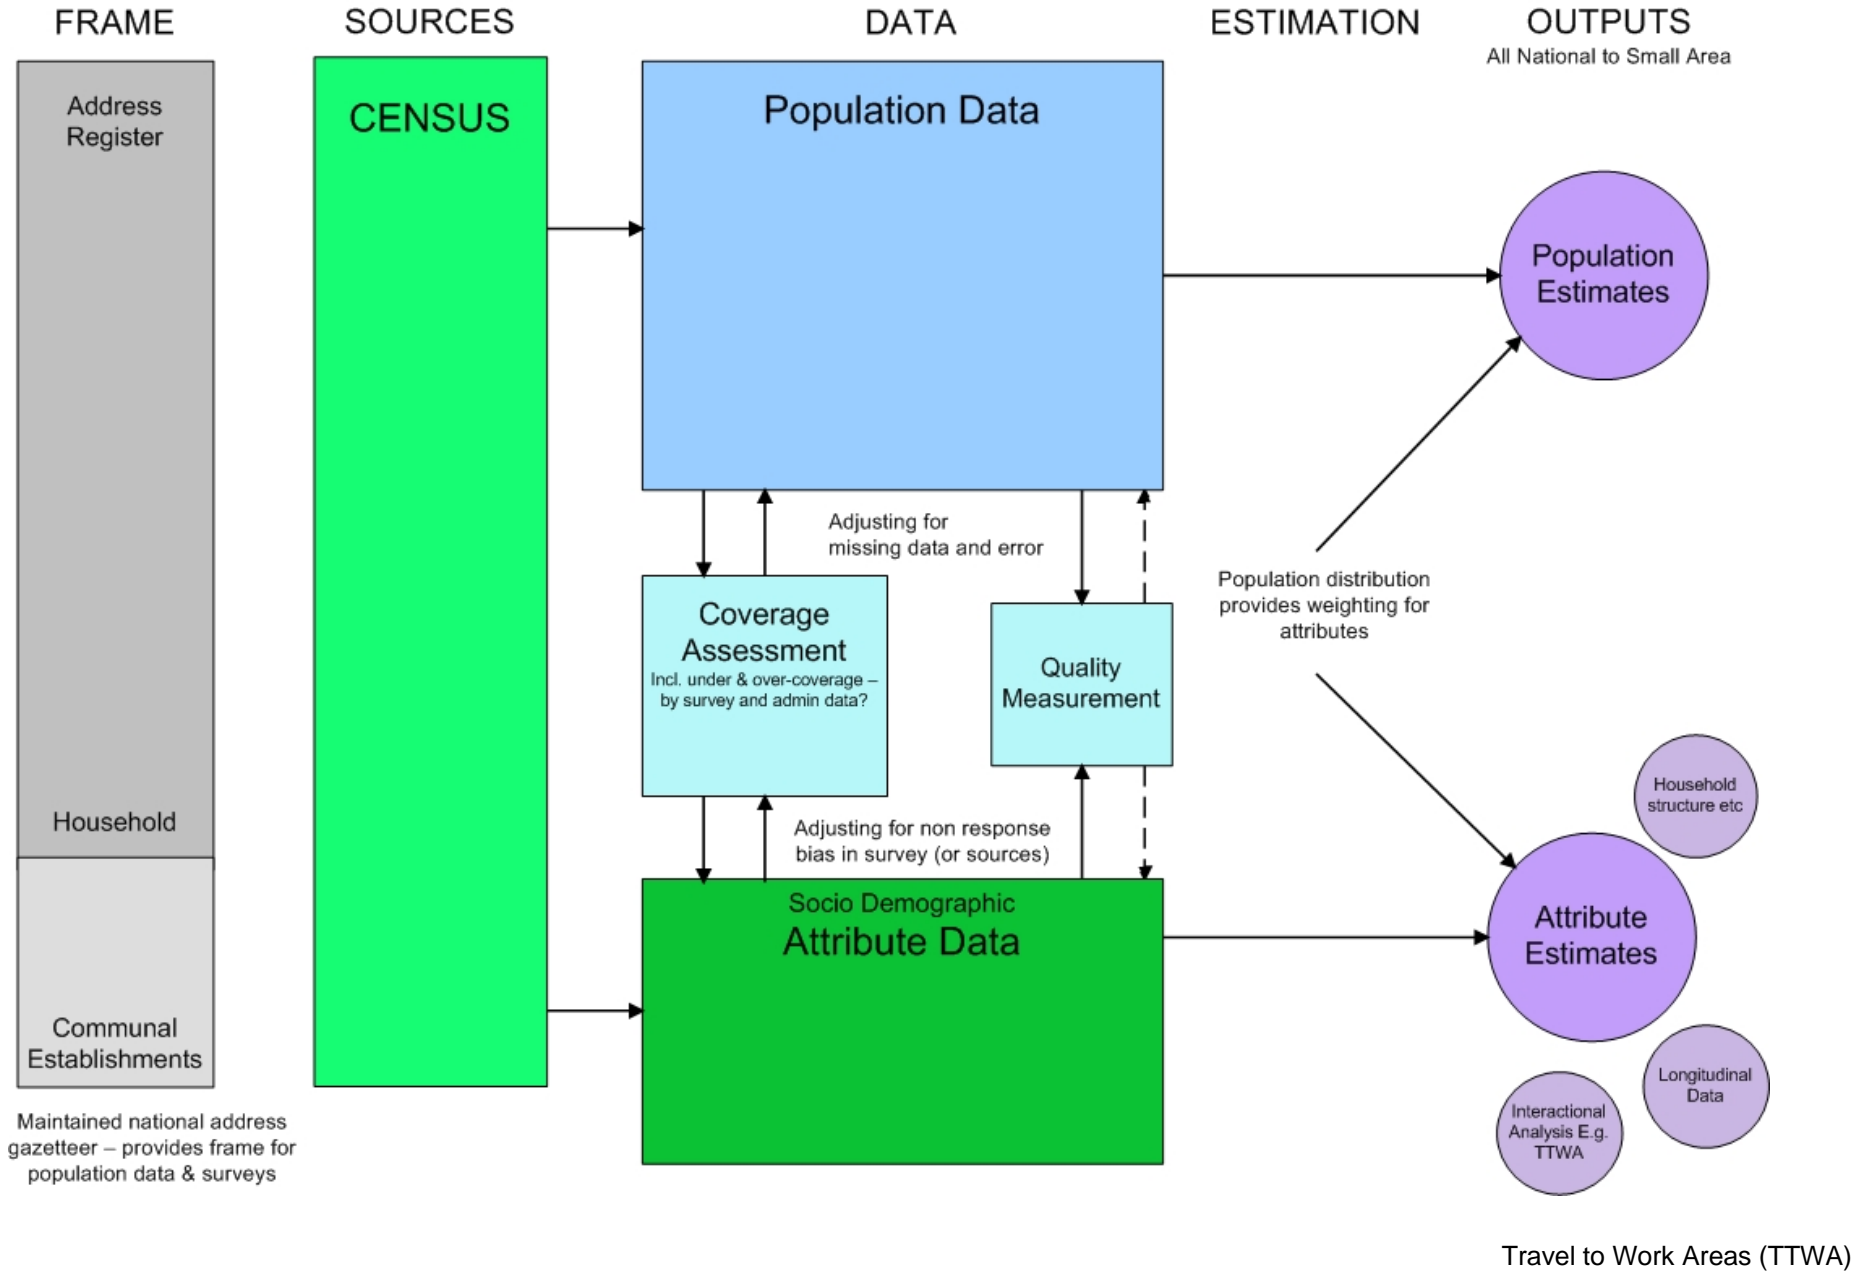 FRAME
SOURCES
DATA
ESTIMATION
OUTPUTS
All National to Small Area
Address
Register
Household
Communal
Establishments
Maintained national address
gazetteer – provides frame for
population data & surveys
CENSUS
Population Data
Adjusting for
missing data and error
Coverage
Assessment
Incl. under & over-coverage –
by survey and admin data?
Quality
Measurement
Adjusting for non response
bias in survey (or sources)
Socio Demographic
Attribute Data
Population distribution
provides weighting for
attributes
Population
Estimates
Household
structure etc
Attribute
Estimates
Longitudinal
Data
Interactional
Analysis E.g.
TTWA
Travel to Work Areas (TTWA)